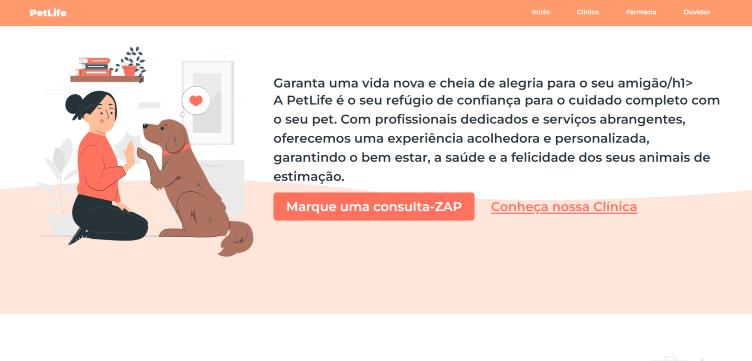 PetLife
Início Clínica Farmácia Dúvidas
Garanta uma vida nova e cheia de alegria para o seu amigão/h1>
A PetLife é o seu refúgio de confiança para o cuidado completo com
o seu pet. Com profissionais dedicados e serviços abrangentes,
oferecemos uma experiência acolhedora e personalizada,
garantindo o bem estar, a saúde e a felicidade dos seus animais de
estimação.
Marque uma consulta-ZAP Conheça nossa Clínica